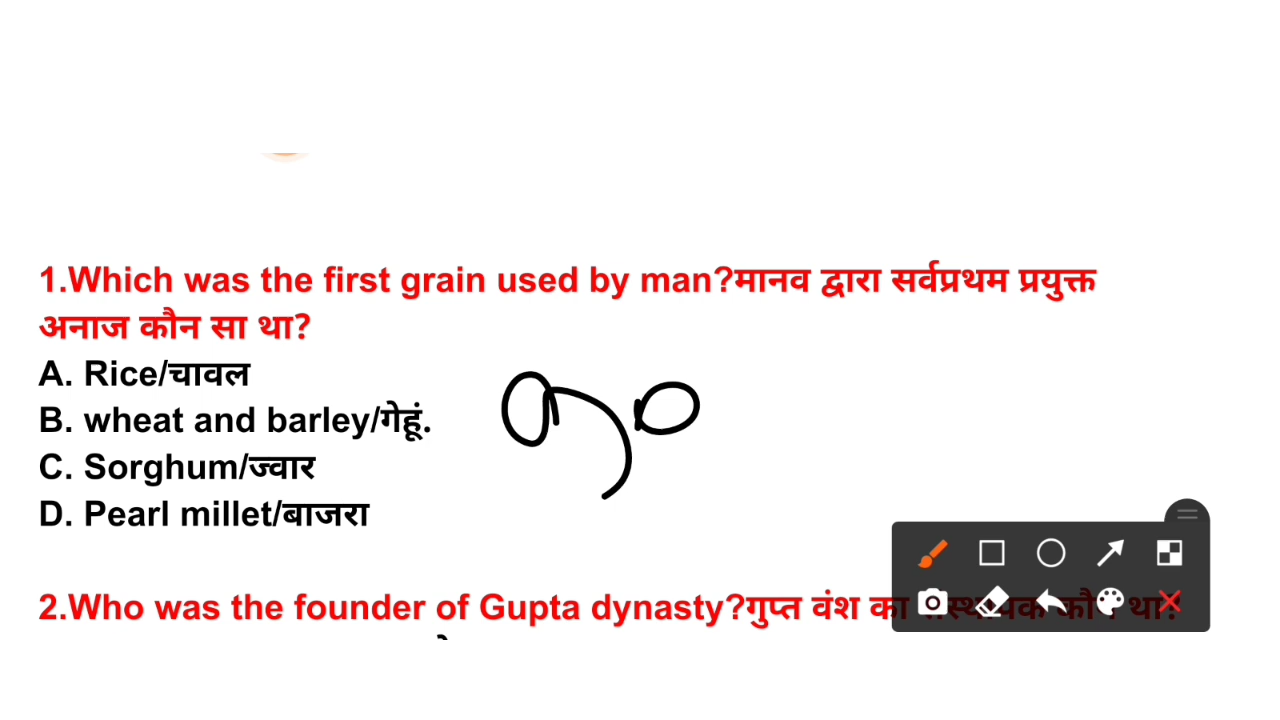 1.Which was the first grain used by man?मानव द्वारा सर्वप्रथम प्रयुक्त
अनाज कौन सा था?
A. Rice/चावल
B. wheat and barley/गेहूं.
C. Sorghum/ज्वार
D. Pearl millet/बाजरा
2.Who was the founder of Gupta dynasty?गुप्त वंश का संस्थापक कौन था?